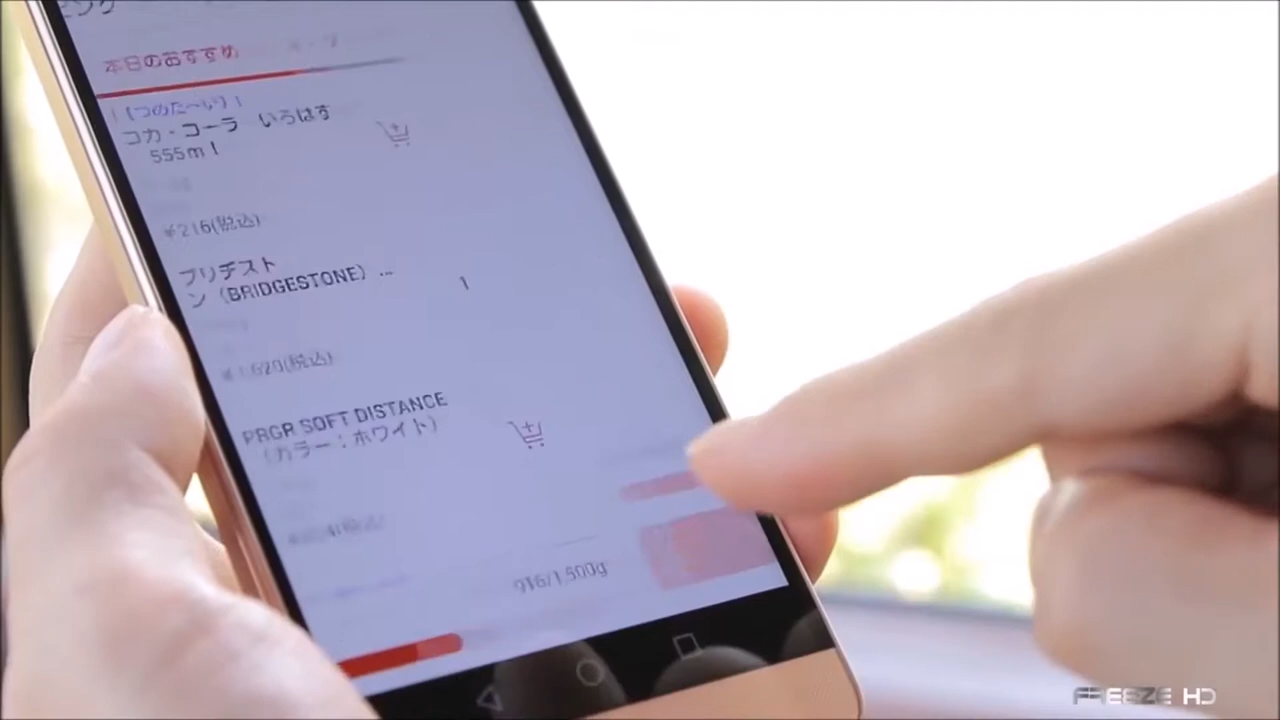 本日のおすすめ
(つめた〜い)
コカ・コーラ いろはす
555ml
¥216(税込)
ブリヂスト
ン（BRIDGESTONE）...
1
(税込)
PRGR SOFT DISTANCE
（カラー：ホワイト）
916/1,500g
FREEZE HD